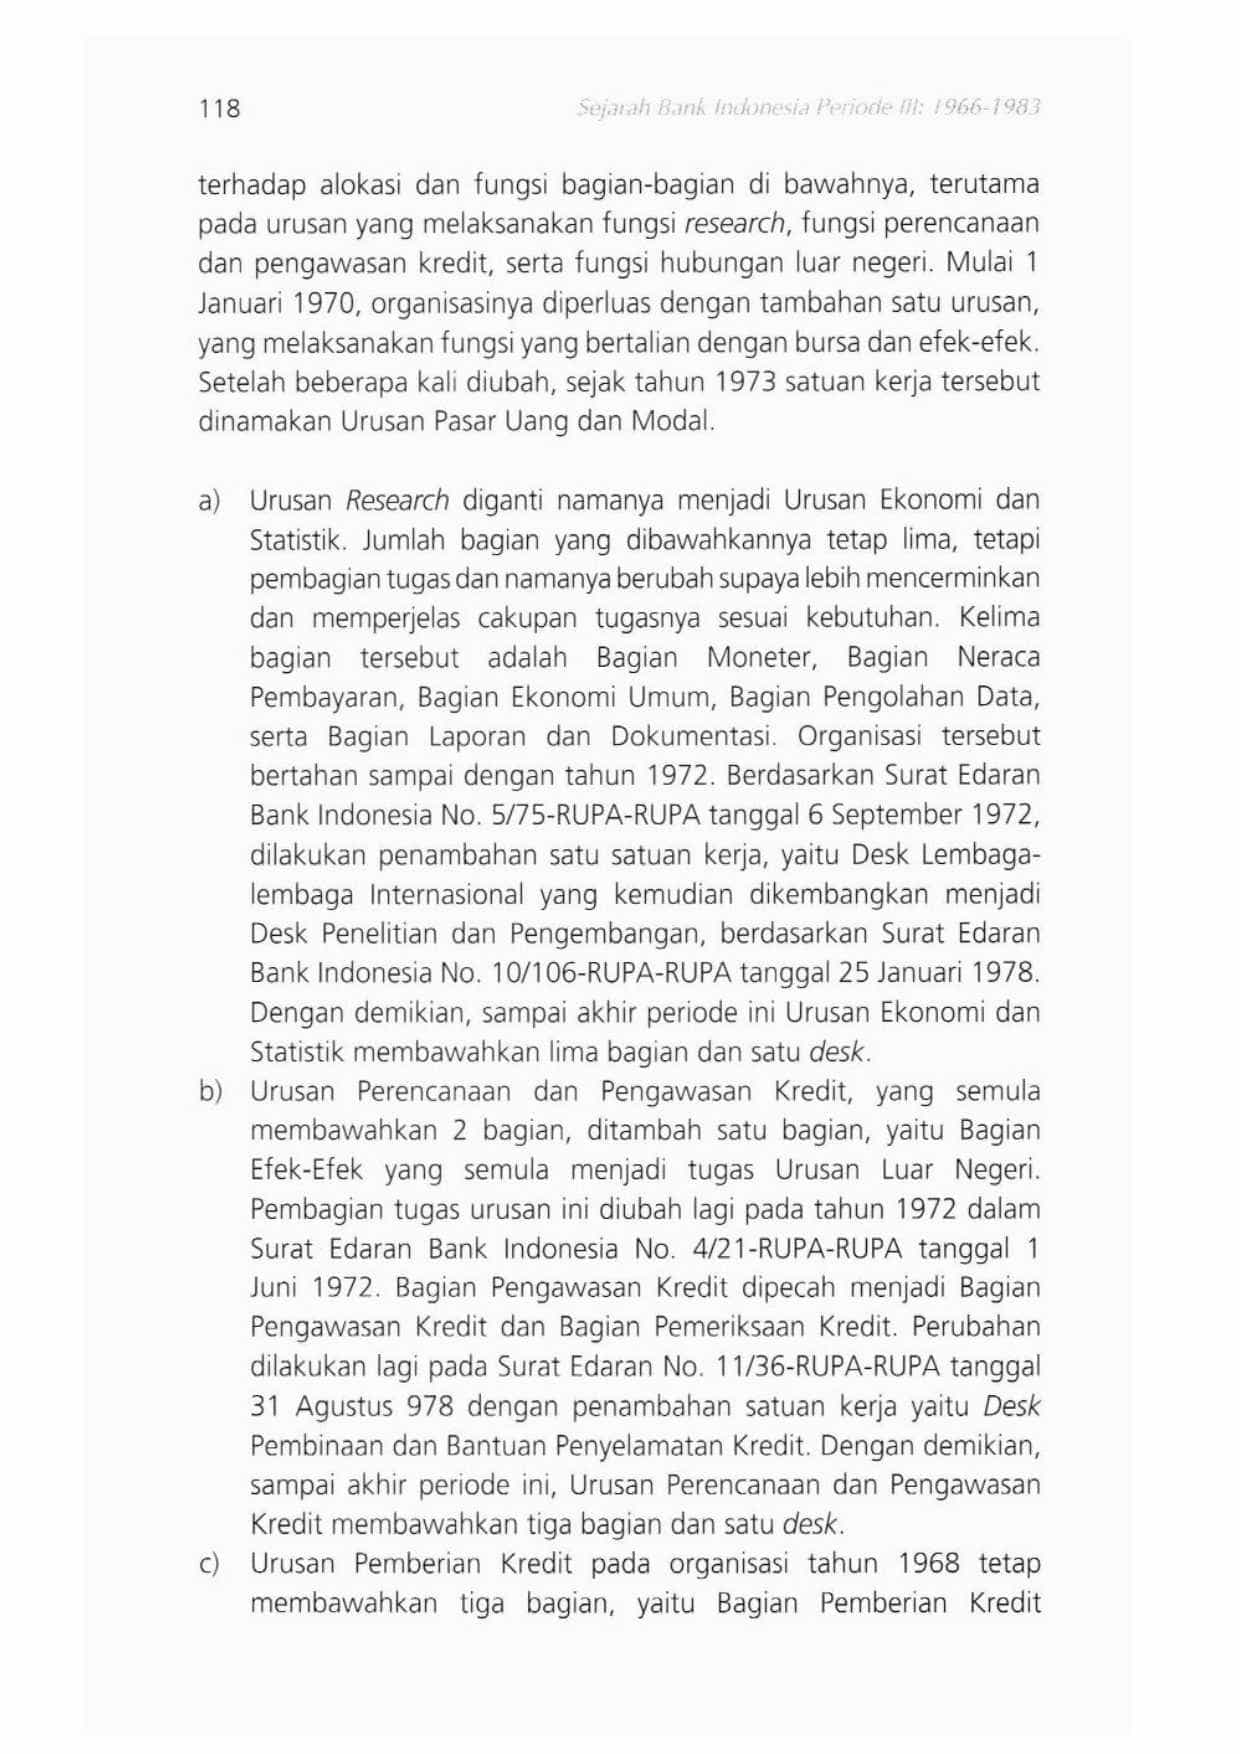 118
Sejarah Bank Indonesia Periode III: 1966-1983
terhadap alokasi dan fungsi bagian-bagian di bawahnya, terutama
pada urusan yang melaksanakan fungsi research, fungsi perencanaan
dan pengawasan kredit, serta fungsi hubungan luar negeri. Mulai 1
Januari 1970, organisasinya diperluas dengan tambahan satu urusan,
yang melaksanakan fungsi yang bertalian dengan bursa dan efek-efek.
Setelah beberapa kali diubah, sejak tahun 1973 satuan kerja tersebut
dinamakan Urusan Pasar Uang dan Modal.
a) Urusan Research diganti namanya menjadi Urusan Ekonomi dan
Statistik. Jumlah bagian yang dibawahkannya tetap lima, tetapi
pembagian tugas dan namanya berubah supaya lebih mencerminkan
dan memperjelas cakupan tugasnya sesuai kebutuhan. Kelima
bagian tersebut adalah Bagian Moneter, Bagian Neraca
Pembayaran, Bagian Ekonomi Umum, Bagian Pengolahan Data,
serta Bagian Laporan dan Dokumentasi. Organisasi tersebut
bertahan sampai dengan tahun 1972. Berdasarkan Surat Edaran
Bank Indonesia No. 5/75-RUPA-RUPA tanggal 6 September 1972,
dilakukan penambahan satu satuan kerja, yaitu Desk Lembaga-
lembaga Internasional yang kemudian dikembangkan menjadi
Desk Penelitian dan Pengembangan, berdasarkan Surat Edaran
Bank Indonesia No. 10/106-RUPA-RUPA tanggal 25 Januari 1978.
Dengan demikian, sampai akhir periode ini Urusan Ekonomi dan
Statistik membawahkan lima bagian dan satu desk.
b) Urusan Perencanaan dan Pengawasan Kredit, yang semula
membawahkan 2 bagian, ditambah satu bagian, yaitu Bagian
Efek-Efek yang semula menjadi tugas Urusan Luar Negeri.
Pembagian tugas urusan ini diubah lagi pada tahun 1972 dalam
Surat Edaran Bank Indonesia No. 4/21-RUPA-RUPA tanggal 1
Juni 1972. Bagian Pengawasan Kredit dipecah menjadi Bagian
Pengawasan Kredit dan Bagian Pemeriksaan Kredit. Perubahan
dilakukan lagi pada Surat Edaran No. 11/36-RUPA-RUPA tanggal
31 Agustus 978 dengan penambahan satuan kerja yaitu Desk
Pembinaan dan Bantuan Penyelamatan Kredit. Dengan demikian,
sampai akhir periode ini, Urusan Perencanaan dan Pengawasan
Kredit membawahkan tiga bagian dan satu desk.
c) Urusan Pemberian Kredit pada organisasi tahun 1968 tetap
membawahkan tiga bagian, yaitu Bagian Pemberian Kredit